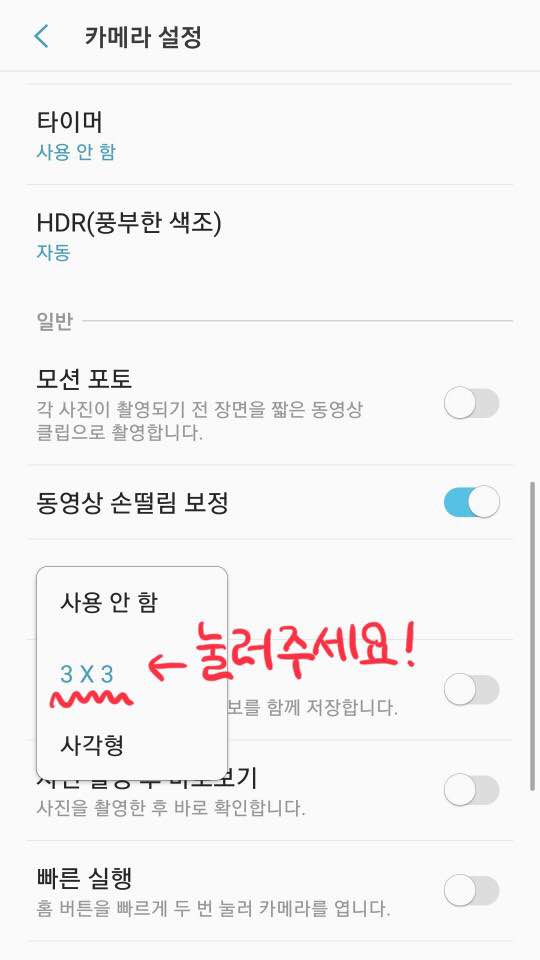 카메라 설정
타이머
사용 안 함
HDR(풍부한 색조)
자동
일반
모션 포토
각 사진이 촬영되기 전 장면을 짧은 동영상
클립으로 촬영합니다.
동영상 손떨림 보정
사용 안 함
3 X 3 ← 눌러주세요!
보를 함께 저장합니다.
사각형
사진 촬영 후 바로보기
사진을 촬영한 후 바로 확인합니다.
빠른 실행
홈 버튼을 빠르게 두 번 눌러 카메라를 엽니다.